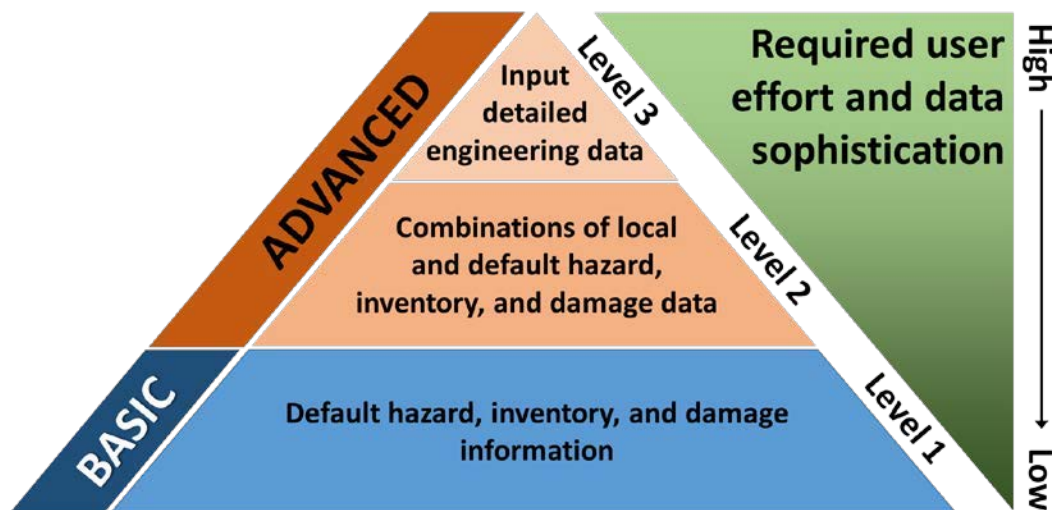 ADVANCED
BASIC
Input
detailed
engineering data
Level 3
Combinations of local
and default hazard,
inventory, and damage data
Level 2
Default hazard, inventory, and damage
information
Level 1
Required user
effort and data
sophistication
High
Low